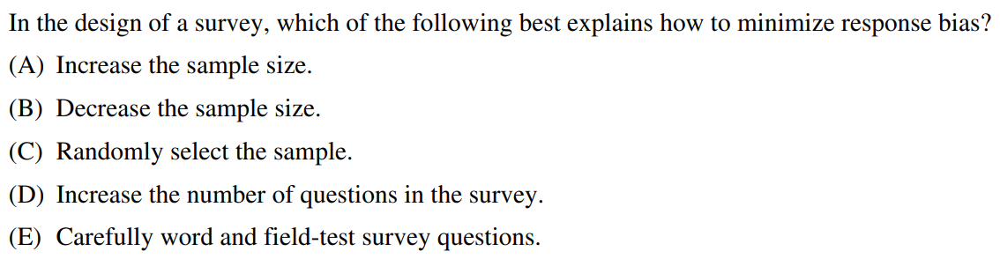 In the design of a survey, which of the following best explains how to minimize response bias?
(A) Increase the sample size.
(B) Decrease the sample size.
(C) Randomly select the sample.
(D) Increase the number of questions in the survey.
(E) Carefully word and field-test survey questions.